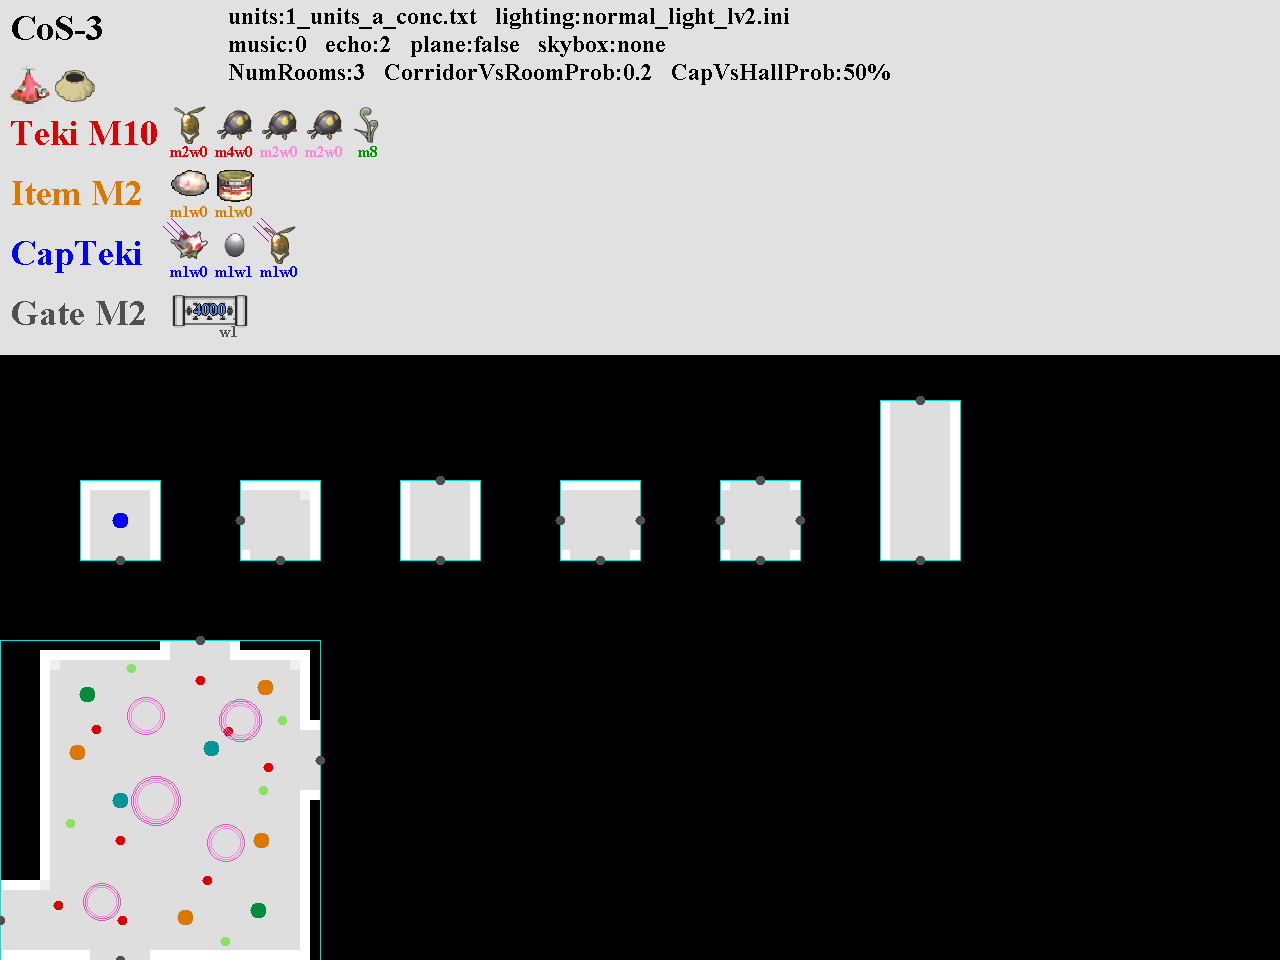 CoS-3
units:1_units_a_conc.txt lighting:normal_light_lv2.ini
music:0 echo:2 plane:false skybox:none
NumRooms:3 CorridorVsRoomProb:0.2 CapVsHallProb:50%
Teki M10
m2w0 m4w0 m2w0 m2w0 m8
Item M2
m1w0 m1w0
CapTeki
m1w0 m1w1 m1w0
Gate M2
4000
w1